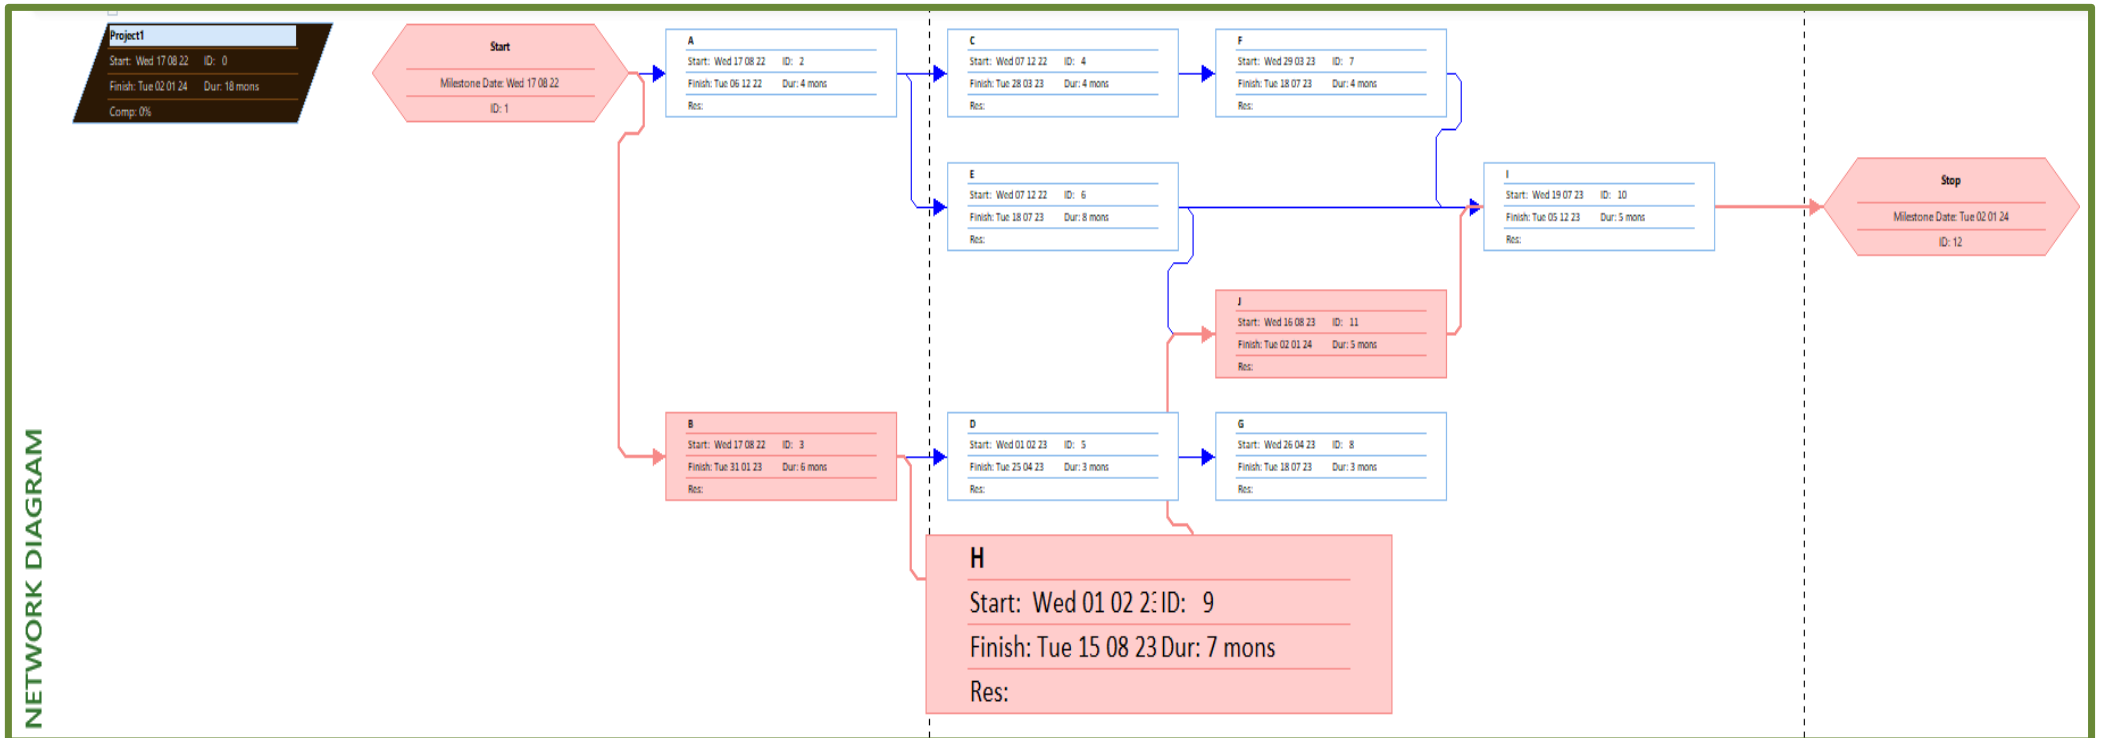 Project1
Start: Wed 17 08 22 ID: 0
Finish: Tue 02 01 24 Dur: 18 mons
Comp: 0%
Start
Milestone Date: Wed 17 08 22
ID: 1
A
Start: Wed 17 08 22 ID: 2
Finish: Tue 06 12 22 Dur: 4 mons
Res:
C
Start: Wed 07 12 22 ID: 4
Finish: Tue 28 03 23 Dur: 4 mons
Res:
F
Start: Wed 29 03 23 ID: 7
Finish: Tue 18 07 23 Dur: 4 mons
Res:
E
Start: Wed 07 12 22 ID: 6
Finish: Tue 18 07 23 Dur: 8 mons
Res:
I
Start: Wed 19 07 23 ID: 10
Finish: Tue 05 12 23 Dur: 5 mons
Res:
Stop
Milestone Date: Tue 02 01 24
ID: 12
J
Start: Wed 16 08 23 ID: 11
Finish: Tue 02 01 24 Dur: 5 mons
Res:
B
Start: Wed 17 08 22 ID: 3
Finish: Tue 31 01 23 Dur: 6 mons
Res:
D
Start: Wed 01 02 23 ID: 5
Finish: Tue 25 04 23 Dur: 3 mons
Res:
G
Start: Wed 26 04 23 ID: 8
Finish: Tue 18 07 23 Dur: 3 mons
Res:
H
Start: Wed 01 02 23 ID: 9
Finish: Tue 15 08 23 Dur: 7 mons
Res:
NETWORK DIAGRAM